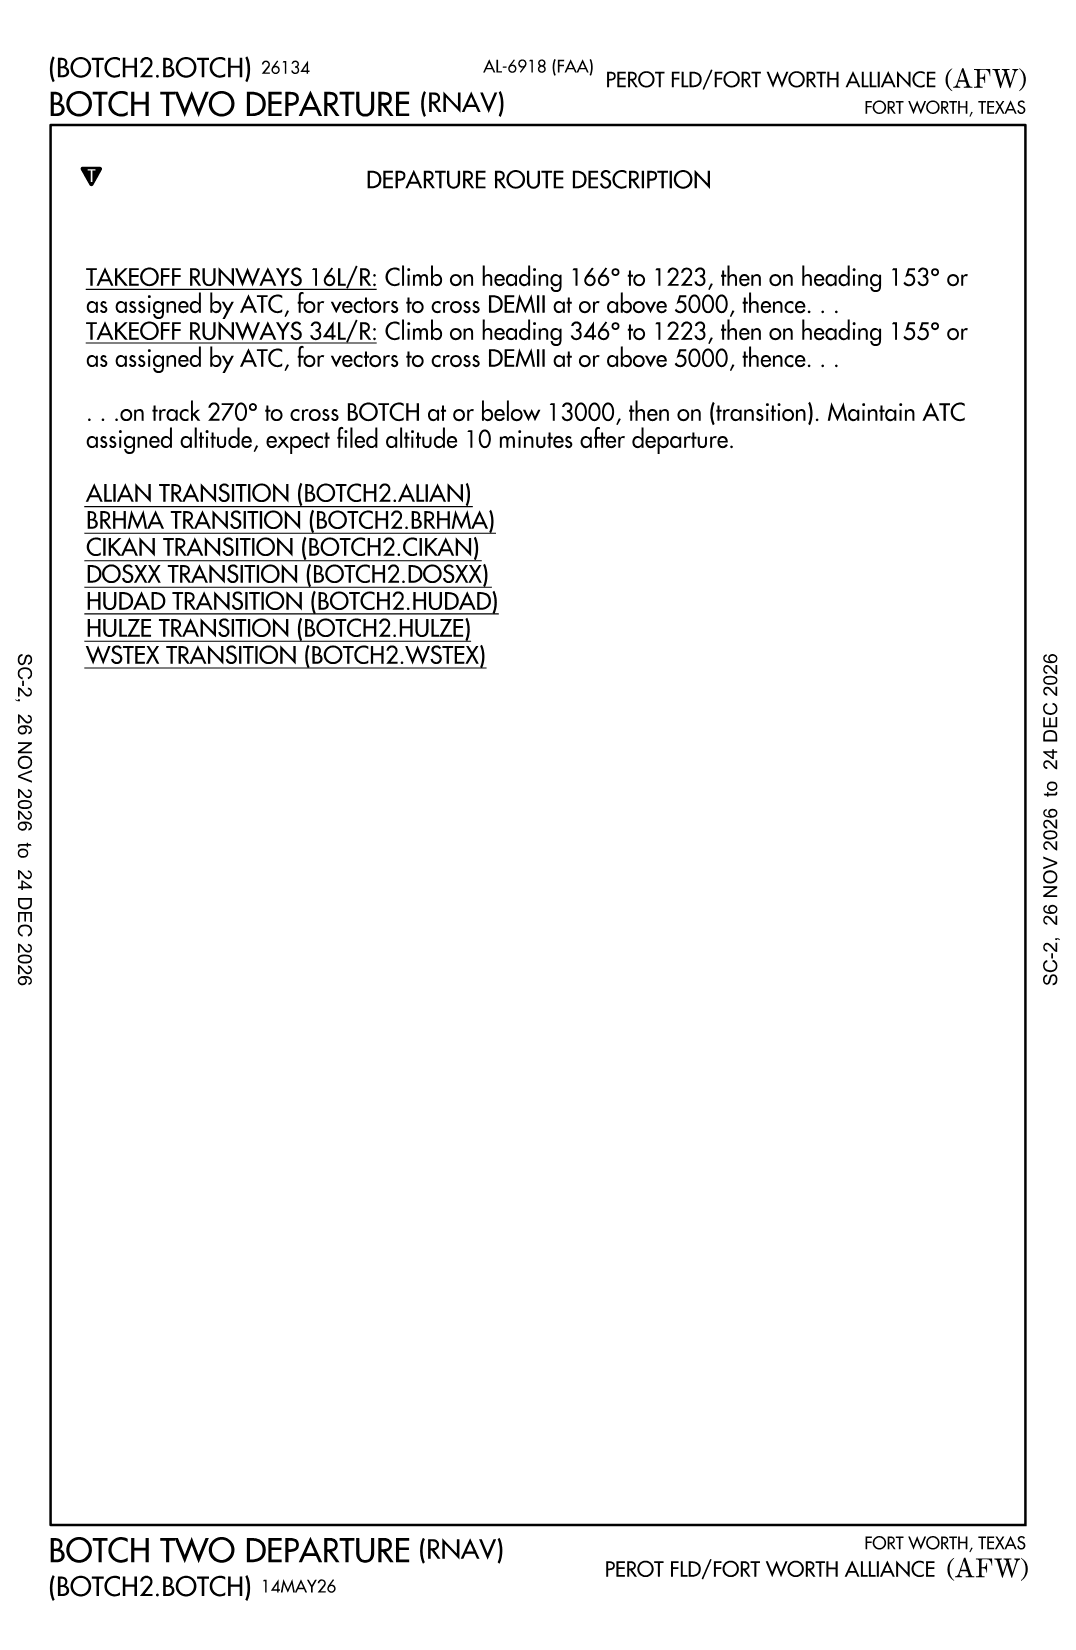 (BOTCH2.BOTCH) 26134
AL-6918 (FAA)
PEROT FLD/FORT WORTH ALLIANCE (AFW)
BOTCH TWO DEPARTURE (RNAV)
FORT WORTH, TEXAS
T
DEPARTURE ROUTE DESCRIPTION
TAKEOFF RUNWAYS 16L/R: Climb on heading 166° to 1223, then on heading 153° or
as assigned by ATC, for vectors to cross DEMII at or above 5000, thence. . .
TAKEOFF RUNWAYS 34L/R: Climb on heading 346° to 1223, then on heading 155° or
as assigned by ATC, for vectors to cross DEMII at or above 5000, thence. . .
. . .on track 270° to cross BOTCH at or below 13000, then on (transition). Maintain ATC
assigned altitude, expect filed altitude 10 minutes after departure.
ALIAN TRANSITION (BOTCH2.ALIAN)
BRHMA TRANSITION (BOTCH2.BRHMA)
CIKAN TRANSITION (BOTCH2.CIKAN)
DOSXX TRANSITION (BOTCH2.DOSXX)
HUDAD TRANSITION (BOTCH2.HUDAD)
HULZE TRANSITION (BOTCH2.HULZE)
WSTEX TRANSITION (BOTCH2.WSTEX)
SC-2, 26 NOV 2026 to 24 DEC 2026
SC-2, 26 NOV 2026 to 24 DEC 2026
BOTCH TWO DEPARTURE (RNAV)
(BOTCH2.BOTCH) 14MAY26
FORT WORTH, TEXAS
PEROT FLD/FORT WORTH ALLIANCE (AFW)